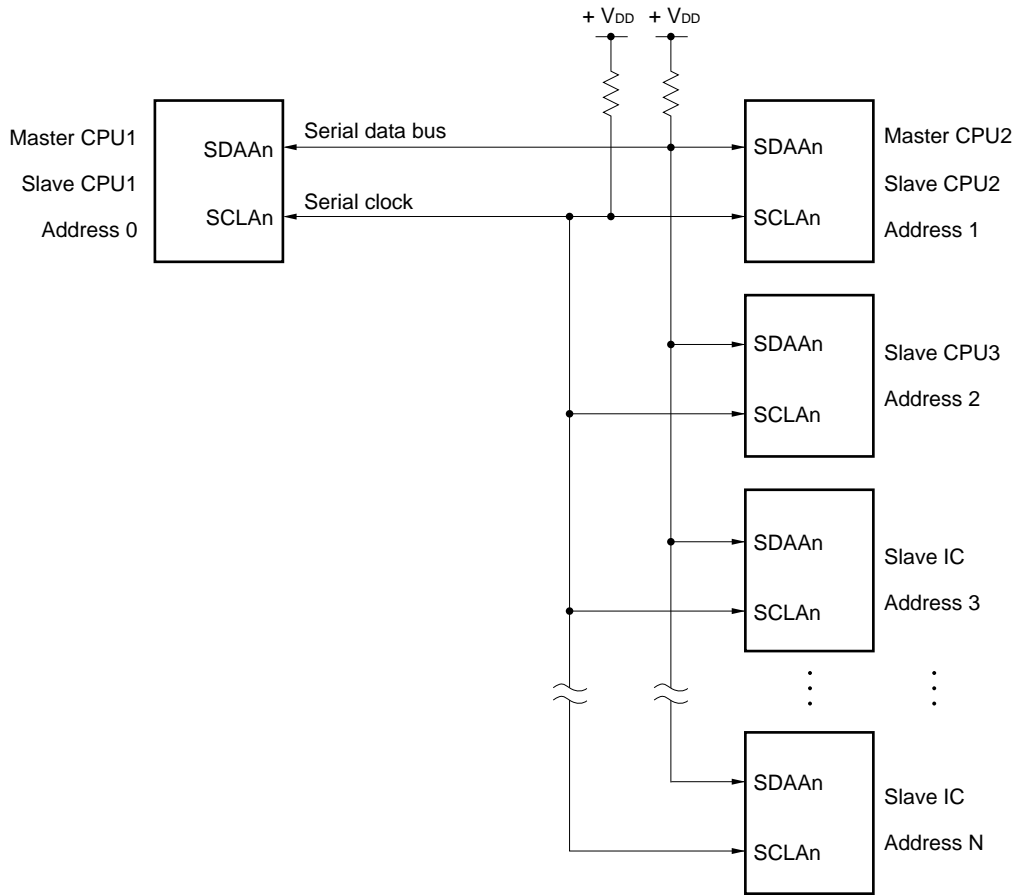 + VDD + VDD
Master CPU1
Slave CPU1
Address 0
SDAAn
SCLAn
Serial data bus
Serial clock
SDAAn
SCLAn
Master CPU2
Slave CPU2
Address 1
SDAAn
SCLAn
Slave CPU3
Address 2
SDAAn
SCLAn
Slave IC
Address 3
SDAAn
SCLAn
Slave IC
Address N